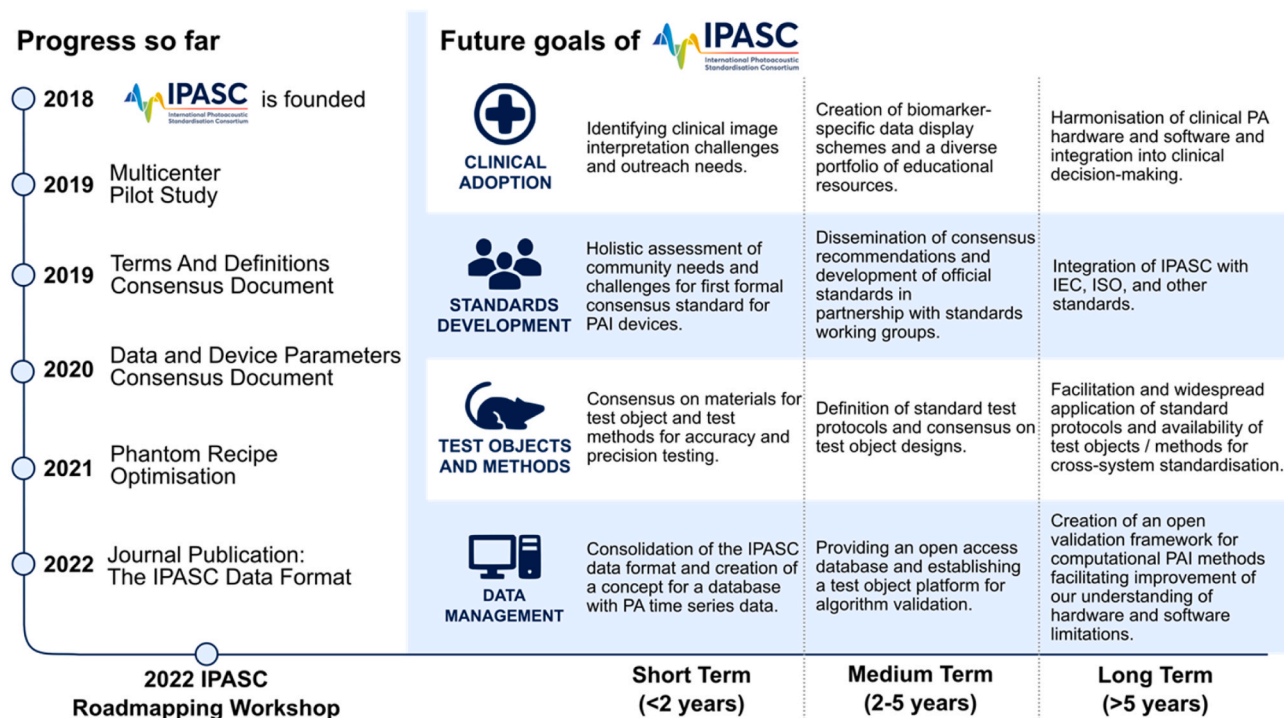 Progress so far
2018
IPASC
International Photoacoustic
Standardisation Consortium
is founded
2019
Multicenter
Pilot Study
2019
Terms And Definitions
Consensus Document
2020
Data and Device Parameters
Consensus Document
2021
Phantom Recipe
Optimisation
2022
Journal Publication:
The IPASC Data Format
2022 IPASC
Roadmapping Workshop
Future goals of
IPASC
International Photoacoustic
Standardisation Consortium
CLINICAL
ADOPTION
Identifying clinical image
interpretation challenges
and outreach needs.
Creation of biomarker-
specific data display
schemes and a diverse
portfolio of educational
resources.
Harmonisation of clinical PA
hardware and software and
integration into clinical
decision-making.
STANDARDS
DEVELOPMENT
Holistic assessment of
community needs and
challenges for first formal
consensus standard for
PAI devices.
Dissemination of consensus
recommendations and
development of official
standards in
partnership with standards
working groups.
Integration of IPASC with
IEC, ISO, and other
standards.
TEST OBJECTS
AND METHODS
Consensus on materials for
test object and test
methods for accuracy and
precision testing.
Definition of standard test
protocols and consensus on
test object designs.
Facilitation and widespread
application of standard
protocols and availability of
test objects / methods for
cross-system standardisation.
DATA
MANAGEMENT
Consolidation of the IPASC
data format and creation of
a concept for a database
with PA time series data.
Providing an open access
database and establishing
a test object platform for
algorithm validation.
Creation of an open
validation framework for
computational PAI methods
facilitating improvement of
our understanding of
hardware and software
limitations.
Short Term
(<2 years)
Medium Term
(2-5 years)
Long Term
(>5 years)